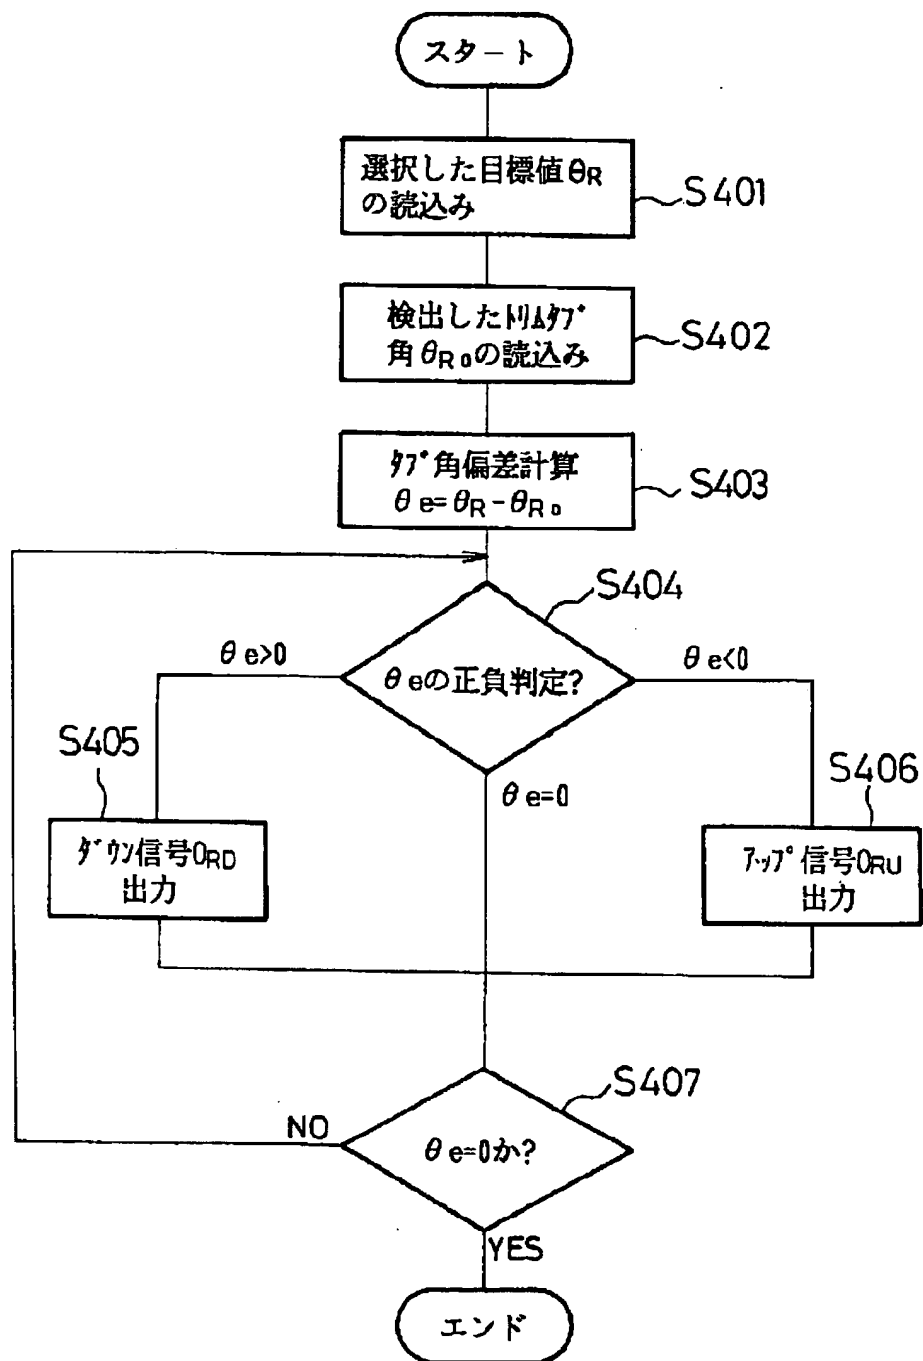 スタート
選択した目標値θR
の読込み
S401
検出したﾄﾘﾑﾀﾌﾞ
角θR0の読込み
S402
ﾀﾌﾞ角偏差計算
θe=θR-θR0
S403
S404
θe>0
θeの正負判定?
θe<0
θe=0
S405
ﾀﾞｳﾝ信号ORD
出力
S406
ｱｯﾌﾟ信号ORU
出力
S407
NO
θe=0か?
YES
エンド